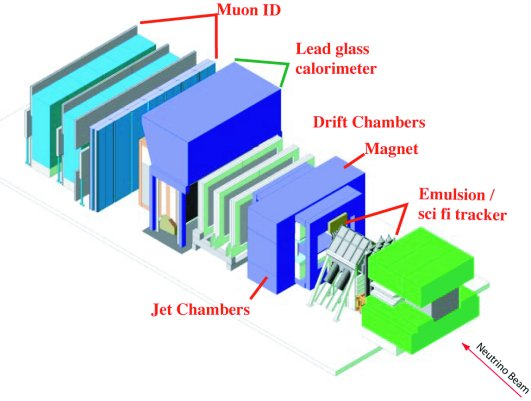 Muon ID
Lead glass
calorimeter
Drift Chambers
Magnet
Emulsion /
sci fi tracker
Jet Chambers
Neutrino Beam